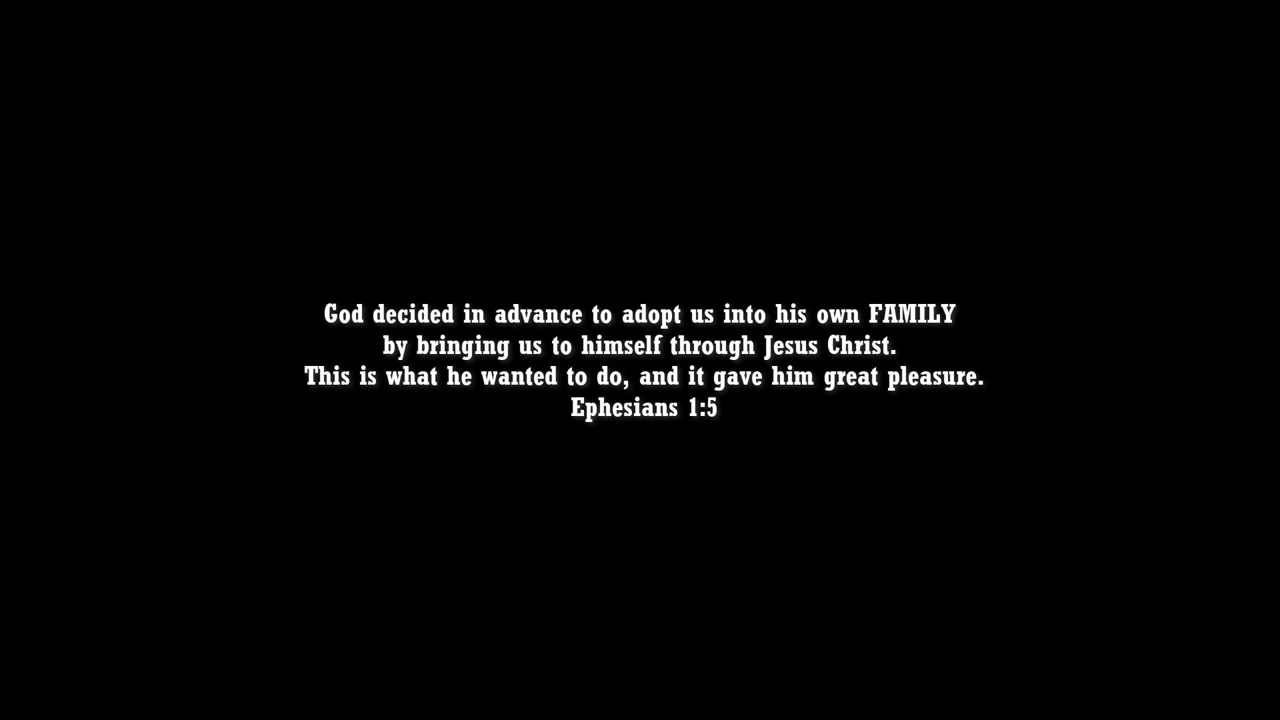 God decided in advance to adopt us into his own FAMILY
by bringing us to himself through Jesus Christ.
This is what he wanted to do, and it gave him great pleasure.
Ephesians 1:5